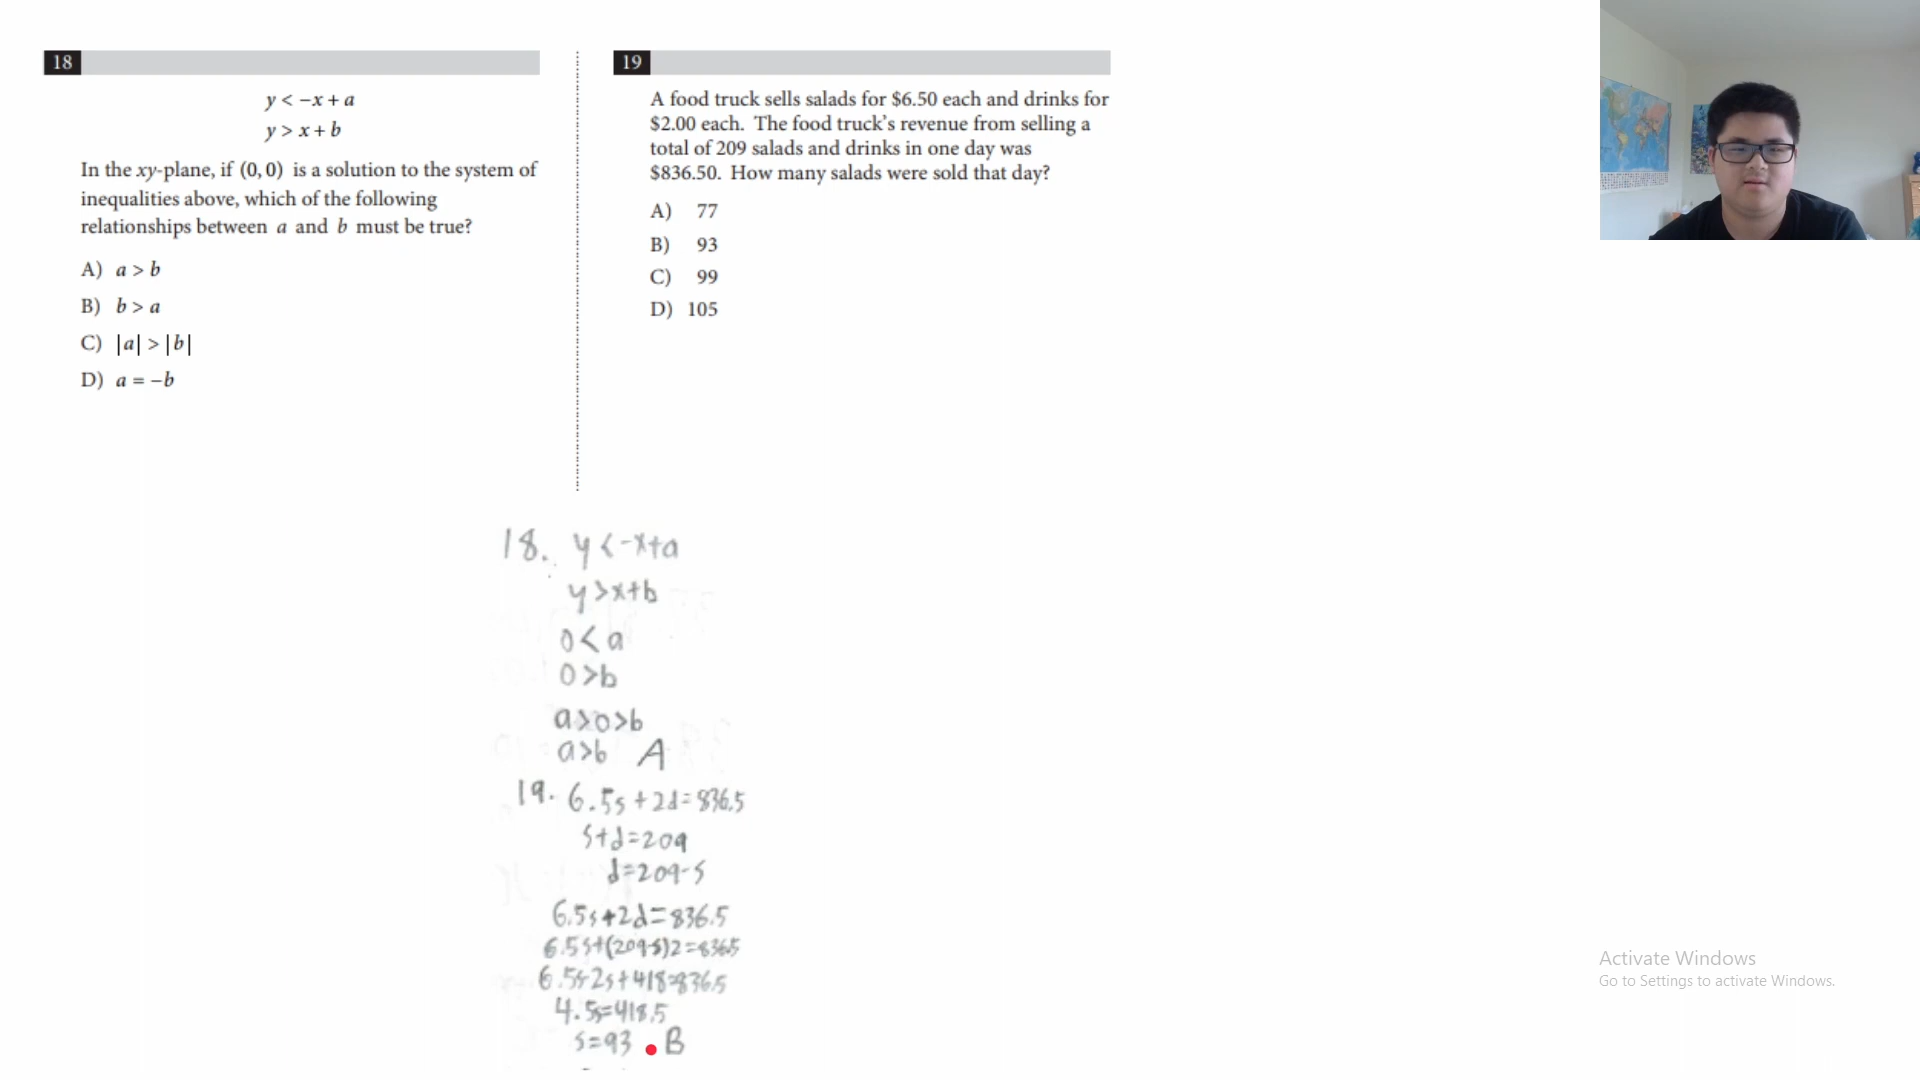 18
y < −x + a
y > x + b
In the xy-plane, if (0, 0) is a solution to the system of
inequalities above, which of the following
relationships between a and b must be true?
A) a > b
B) b > a
C) |a| > |b|
D) a = −b
19
A food truck sells salads for $6.50 each and drinks for
$2.00 each. The food truck's revenue from selling a
total of 209 salads and drinks in one day was
$836.50. How many salads were sold that day?
A) 77
B) 93
C) 99
D) 105
18. y<-x+a
y>x+b
0<a
0>b
a>0>b
a>b A
19. 6.5s+2d=836.5
s+d=209
d=209-s
6.5s+2d=836.5
6.5s+(209-s)2=836.5
6.5s-2s+418=836.5
4.5s=418.5
s=93 B
Activate Windows
Go to Settings to activate Windows.